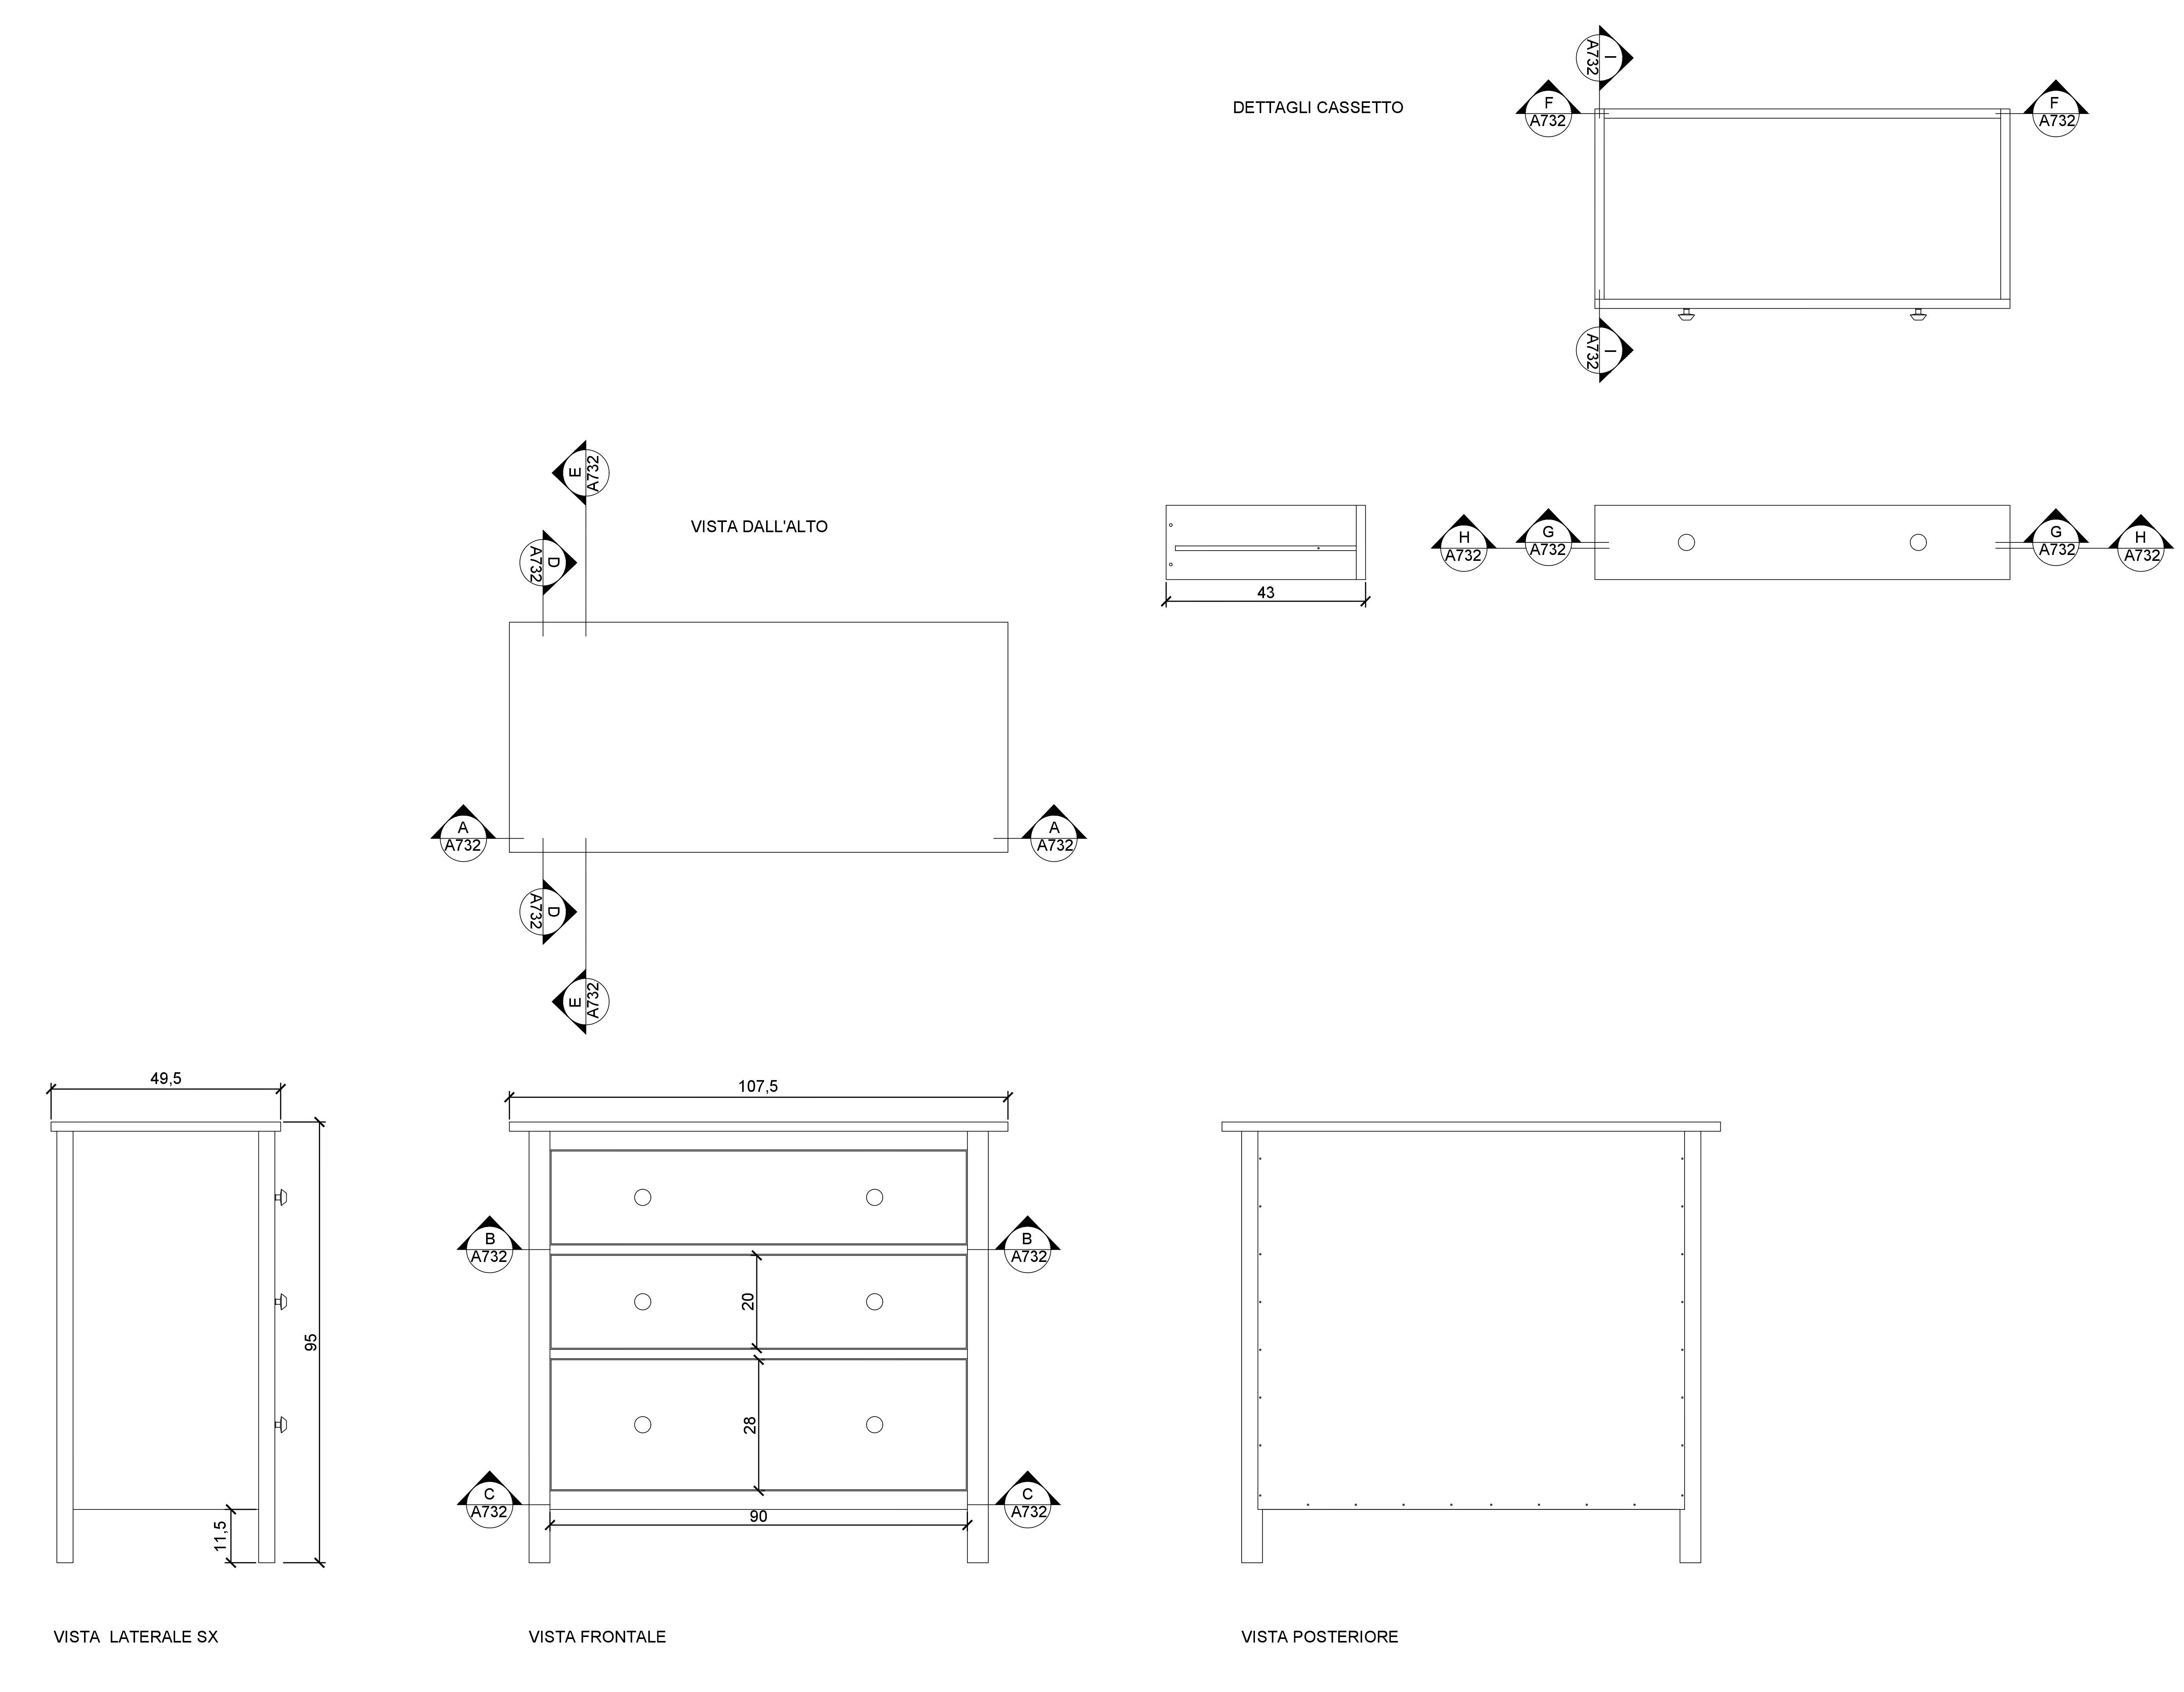 I
A732
DETTAGLI CASSETTO
F
A732
F
A732
I
A732
E
A732
VISTA DALL'ALTO
D
A732
H
A732
G
A732
G
A732
H
A732
43
A
A732
A
A732
D
A732
E
A732
49,5
107,5
B
A732
B
A732
20
95
28
C
A732
C
A732
90
11,5
VISTA  LATERALE SX
VISTA FRONTALE
VISTA POSTERIORE